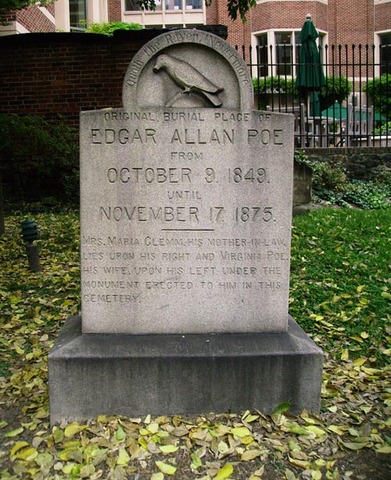 Quoth the Raven, Nevermore
ORIGINAL BURIAL PLACE OF
EDGAR ALLAN POE
FROM
OCTOBER 9. 1849.
UNTIL
NOVEMBER 17. 1875.
MRS. MARIA CLEMM, HIS MOTHER-IN-LAW,
LIES UPON HIS RIGHT AND VIRGINIA POE,
HIS WIFE, UPON HIS LEFT UNDER THE
MONUMENT ERECTED TO HIM IN THIS
CEMETERY.